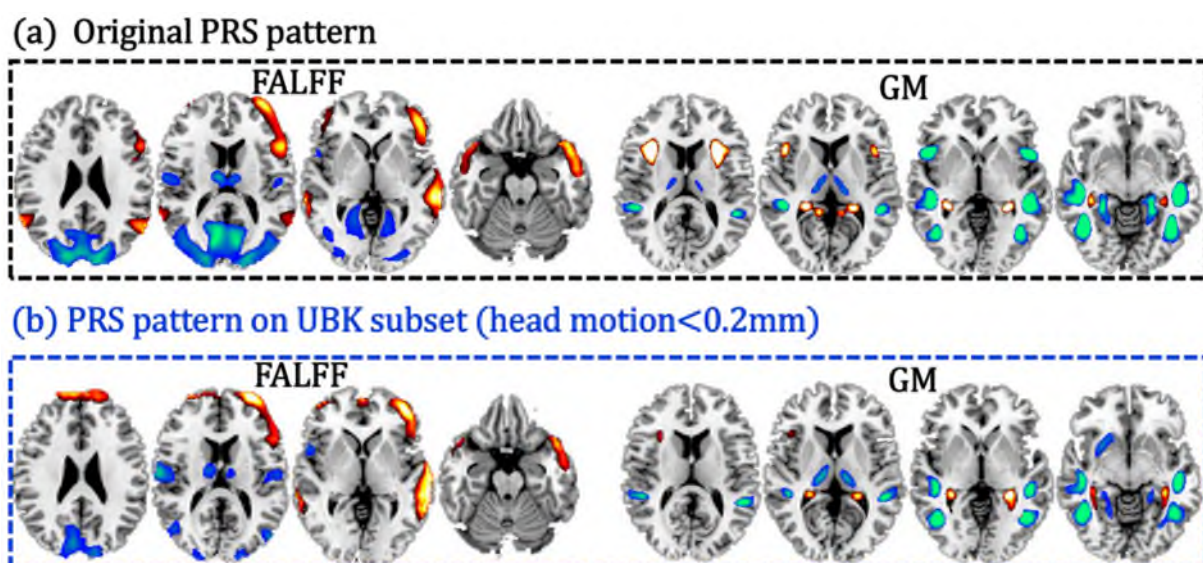 (a) Original PRS pattern
FALFF GM
(b) PRS pattern on UBK subset (head motion<0.2mm)
FALFF GM